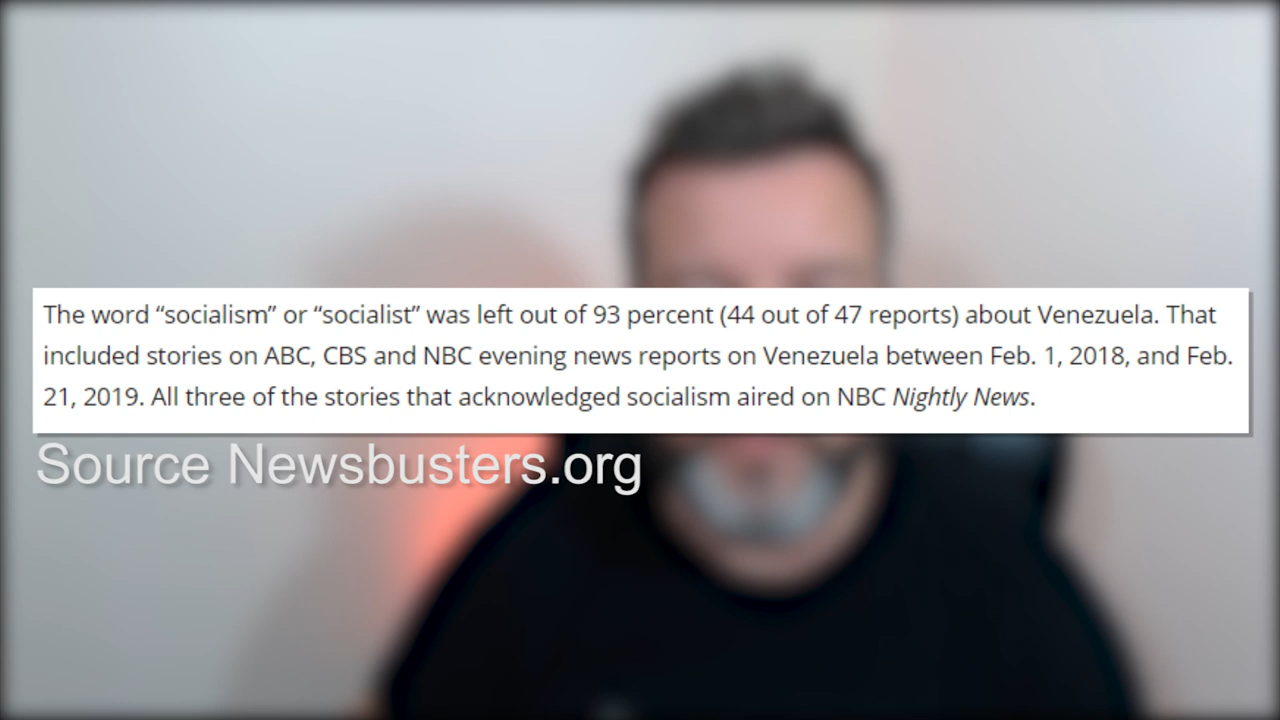 The word “socialism” or “socialist” was left out of 93 percent (44 out of 47 reports) about Venezuela. That
included stories on ABC, CBS and NBC evening news reports on Venezuela between Feb. 1, 2018, and Feb.
21, 2019. All three of the stories that acknowledged socialism aired on NBC Nightly News.
Source Newsbusters.org